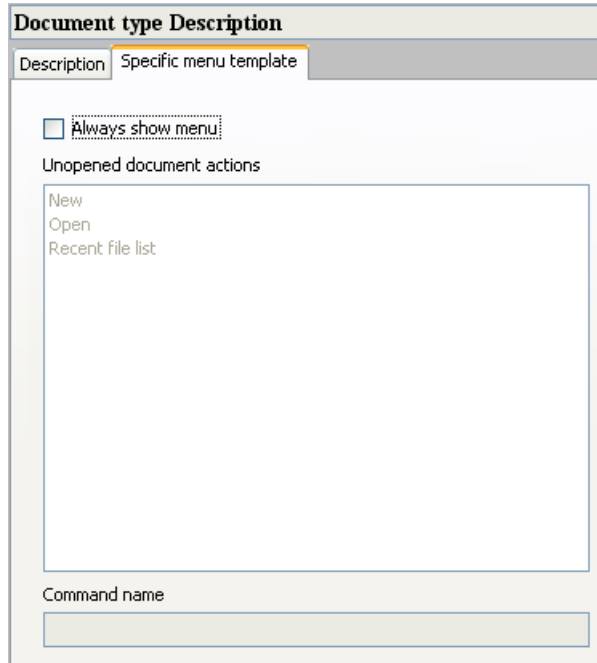 Document type Description
Description Specific menu template
Always show menu
Unopened document actions
New
Open
Recent file list
Command name